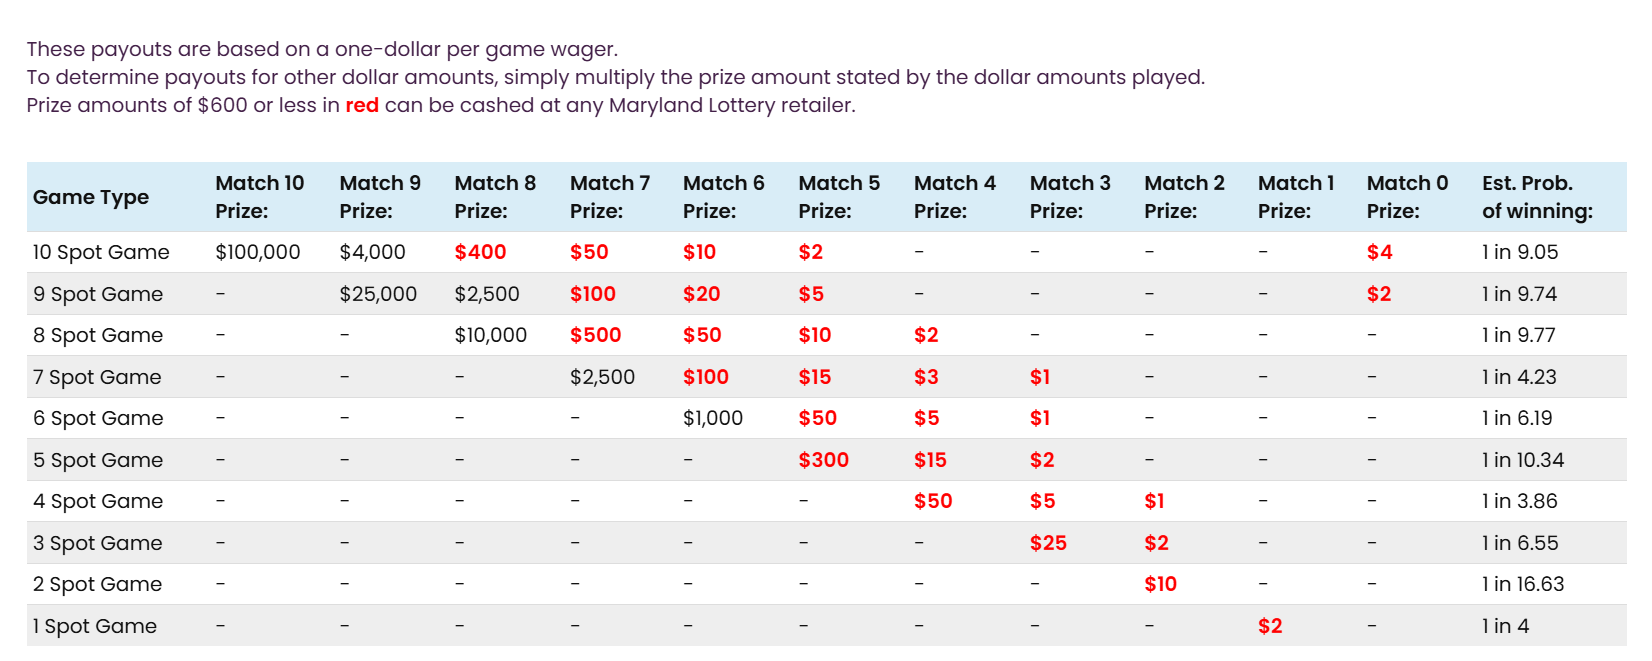 These payouts are based on a one-dollar per game wager.
To determine payouts for other dollar amounts, simply multiply the prize amount stated by the dollar amounts played.
Prize amounts of $600 or less in red can be cashed at any Maryland Lottery retailer.
Game Type Match 10 Prize: Match 9 Prize: Match 8 Prize: Match 7 Prize: Match 6 Prize: Match 5 Prize: Match 4 Prize: Match 3 Prize: Match 2 Prize: Match 1 Prize: Match 0 Prize: Est. Prob. of winning:
10 Spot Game $100,000 $4,000 $400 $50 $10 $2 - - - - $4 1 in 9.05
9 Spot Game - $25,000 $2,500 $100 $20 $5 - - - - $2 1 in 9.74
8 Spot Game - - $10,000 $500 $50 $10 $2 - - - - 1 in 9.77
7 Spot Game - - - $2,500 $100 $15 $3 $1 - - - 1 in 4.23
6 Spot Game - - - - $1,000 $50 $5 $1 - - - 1 in 6.19
5 Spot Game - - - - - $300 $15 $2 - - - 1 in 10.34
4 Spot Game - - - - - - $50 $5 $1 - - 1 in 3.86
3 Spot Game - - - - - - - $25 $2 - - 1 in 6.55
2 Spot Game - - - - - - - - $10 - - 1 in 16.63
1 Spot Game - - - - - - - - - $2 - 1 in 4